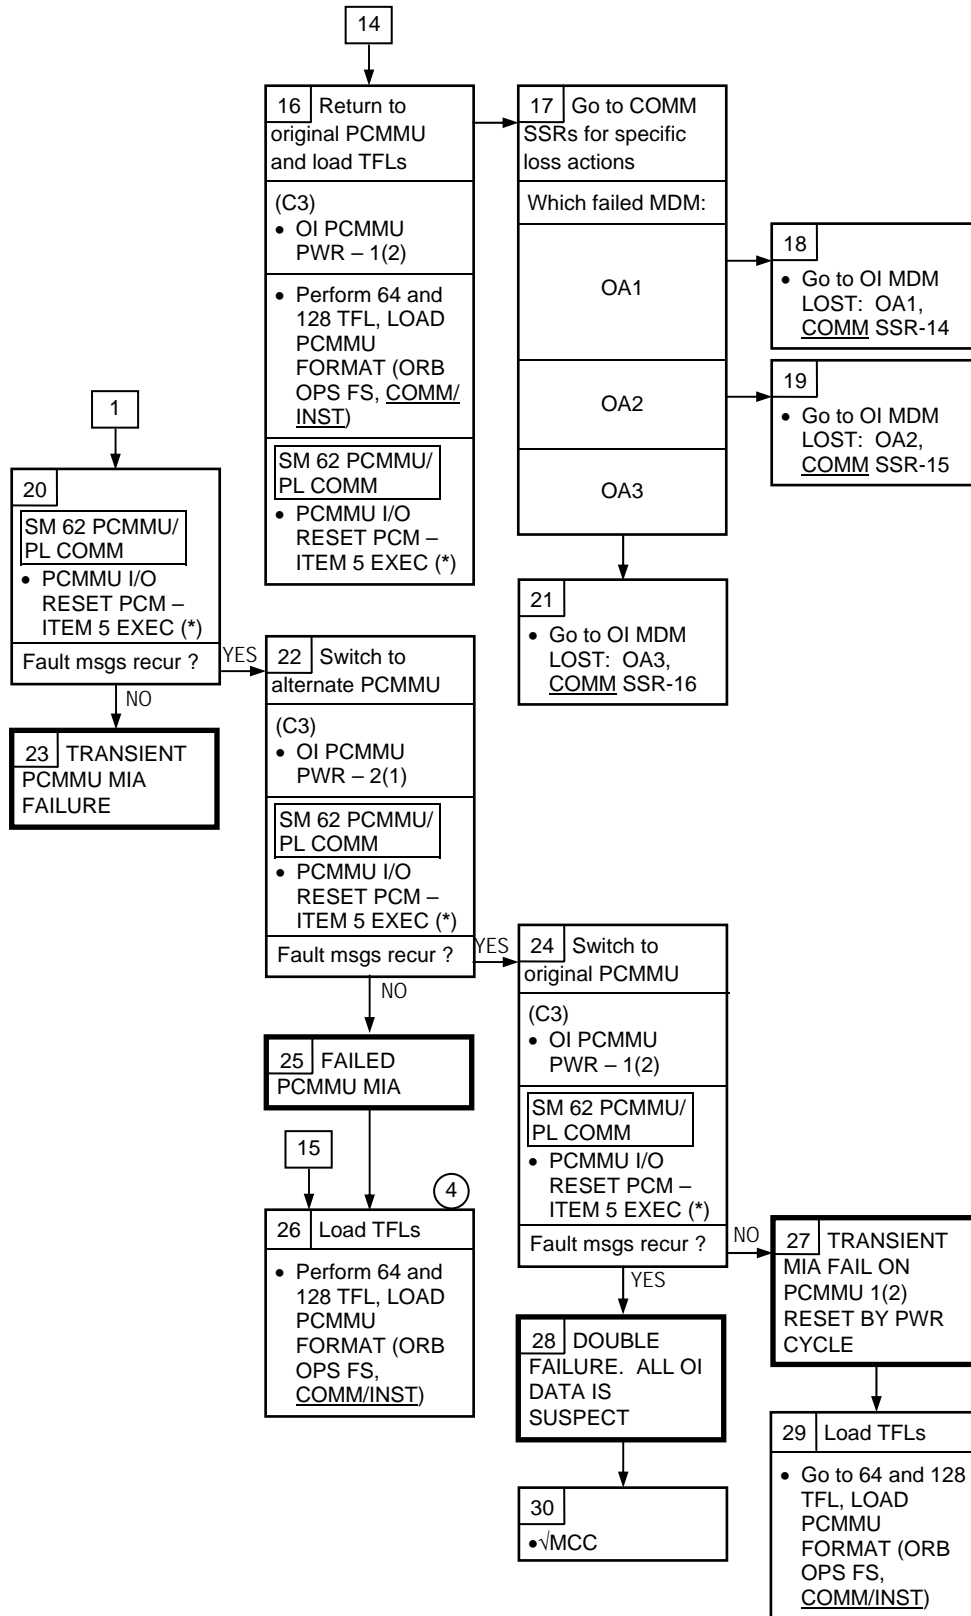 14
16 Return to
original PCMMU
and load TFLs
(C3)
• OI PCMMU
PWR – 1(2)
• Perform 64 and
128 TFL, LOAD
PCMMU
FORMAT (ORB
OPS FS, COMM/
INST)
SM 62 PCMMU/
PL COMM
• PCMMU I/O
RESET PCM –
ITEM 5 EXEC (*)
17 Go to COMM
SSRs for specific
loss actions
Which failed MDM:
OA1
OA2
OA3
18
• Go to OI MDM
LOST: OA1,
COMM SSR-14
19
• Go to OI MDM
LOST: OA2,
COMM SSR-15
1
20
SM 62 PCMMU/
PL COMM
• PCMMU I/O
RESET PCM –
ITEM 5 EXEC (*)
Fault msgs recur ?
YES
NO
21
• Go to OI MDM
LOST: OA3,
COMM SSR-16
22 Switch to
alternate PCMMU
(C3)
• OI PCMMU
PWR – 2(1)
SM 62 PCMMU/
PL COMM
• PCMMU I/O
RESET PCM –
ITEM 5 EXEC (*)
Fault msgs recur ?
YES
NO
23 TRANSIENT
PCMMU MIA
FAILURE
24 Switch to
original PCMMU
(C3)
• OI PCMMU
PWR – 1(2)
SM 62 PCMMU/
PL COMM
• PCMMU I/O
RESET PCM –
ITEM 5 EXEC (*)
Fault msgs recur ?
NO
YES
25 FAILED
PCMMU MIA
15
4
26 Load TFLs
• Perform 64 and
128 TFL, LOAD
PCMMU
FORMAT (ORB
OPS FS,
COMM/INST)
27 TRANSIENT
MIA FAIL ON
PCMMU 1(2)
RESET BY PWR
CYCLE
28 DOUBLE
FAILURE. ALL OI
DATA IS
SUSPECT
29 Load TFLs
• Go to 64 and 128
TFL, LOAD
PCMMU
FORMAT (ORB
OPS FS,
COMM/INST)
30
•√MCC